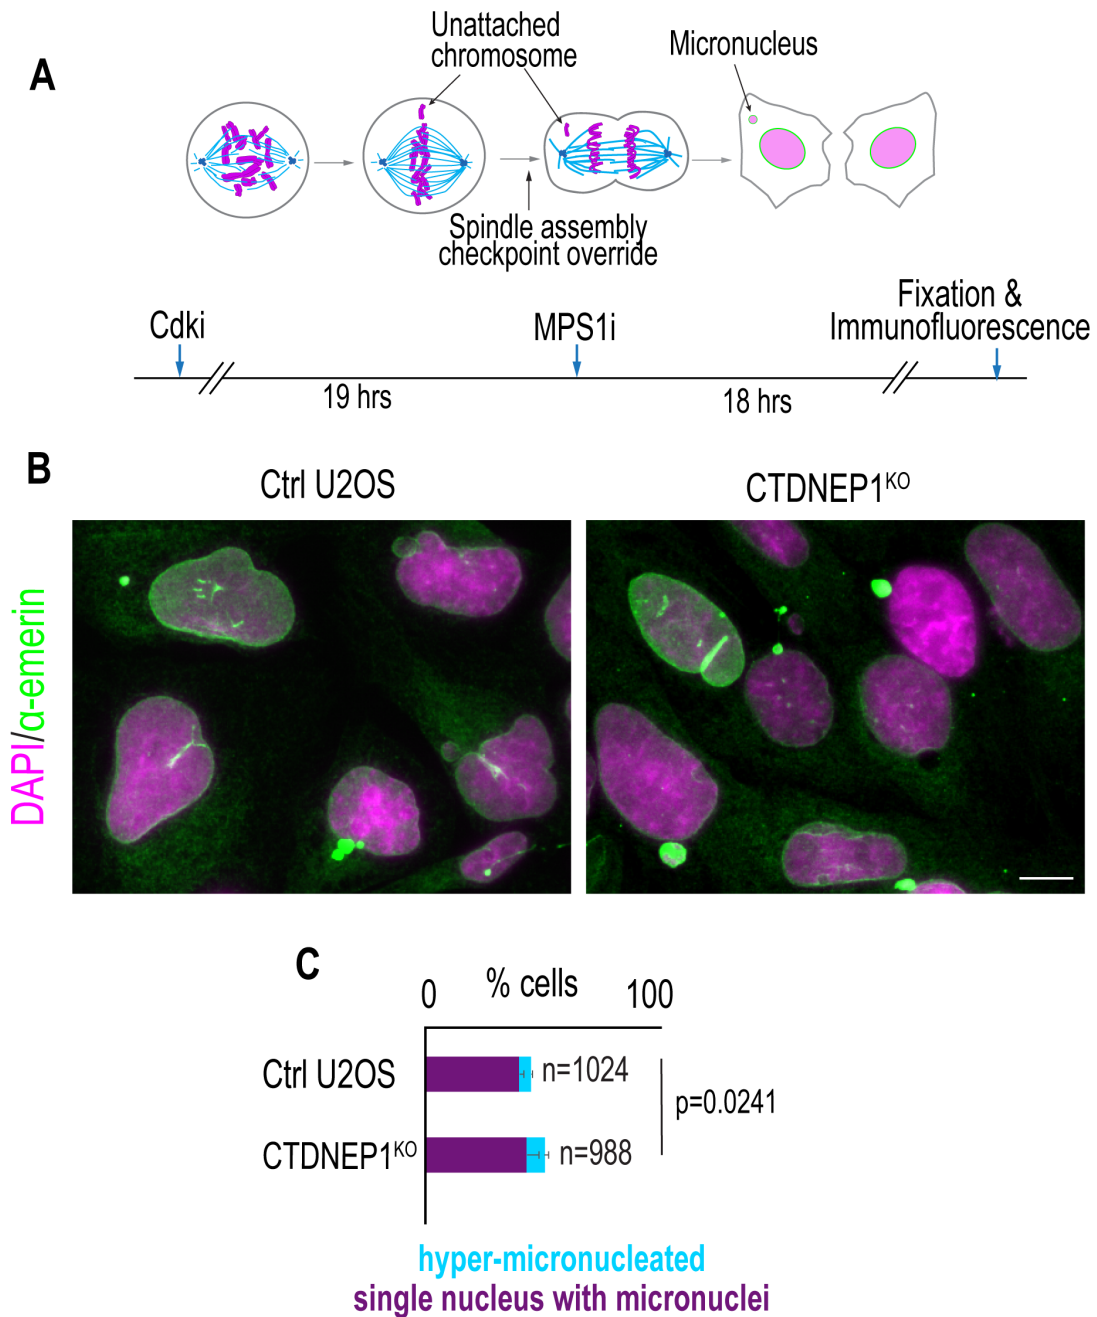 A
Unattached
chromosome
Micronucleus
Spindle assembly
checkpoint override
Cdki
MPS1i
Fixation &
Immunofluorescence
19 hrs
18 hrs
B
Ctrl U2OS
CTDNEP1KO
DAPI/α-emerin
C
0 % cells 100
Ctrl U2OS
n=1024
p=0.0241
CTDNEP1KO
n=988
hyper-micronucleated
single nucleus with micronuclei